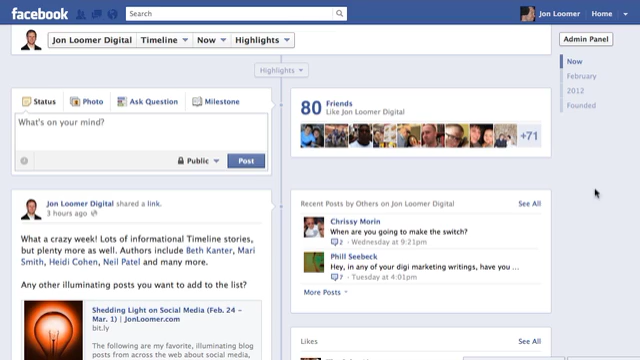 facebook
Search
Jon Loomer
Home
Jon Loomer Digital
Timeline
Now
Highlights
Admin Panel
Highlights
Now
February
2012
Founded
Status
Photo
Ask Question
Milestone
What's on your mind?
Public
Post
80 Friends
Like Jon Loomer Digital
+71
Jon Loomer Digital shared a link.
3 hours ago
What a crazy week! Lots of informational Timeline stories,
but plenty more as well. Authors include Beth Kanter, Mari
Smith, Heidi Cohen, Neil Patel and many more.
Any other illuminating posts you want to add to the list?
Shedding Light on Social Media (Feb. 24 –
Mar. 1) | JonLoomer.com
bit.ly
The following are my favorite, illuminating blog
posts from across the web about social media,
Recent Posts by Others on Jon Loomer Digital
See All
Chrissy Morin
When are you going to make the switch?
2 · Wednesday at 9:21pm
Phill Seebeck
Hey, in any of your digi marketing writings, have you ...
7 · Tuesday at 4:01pm
More Posts
Likes
See All